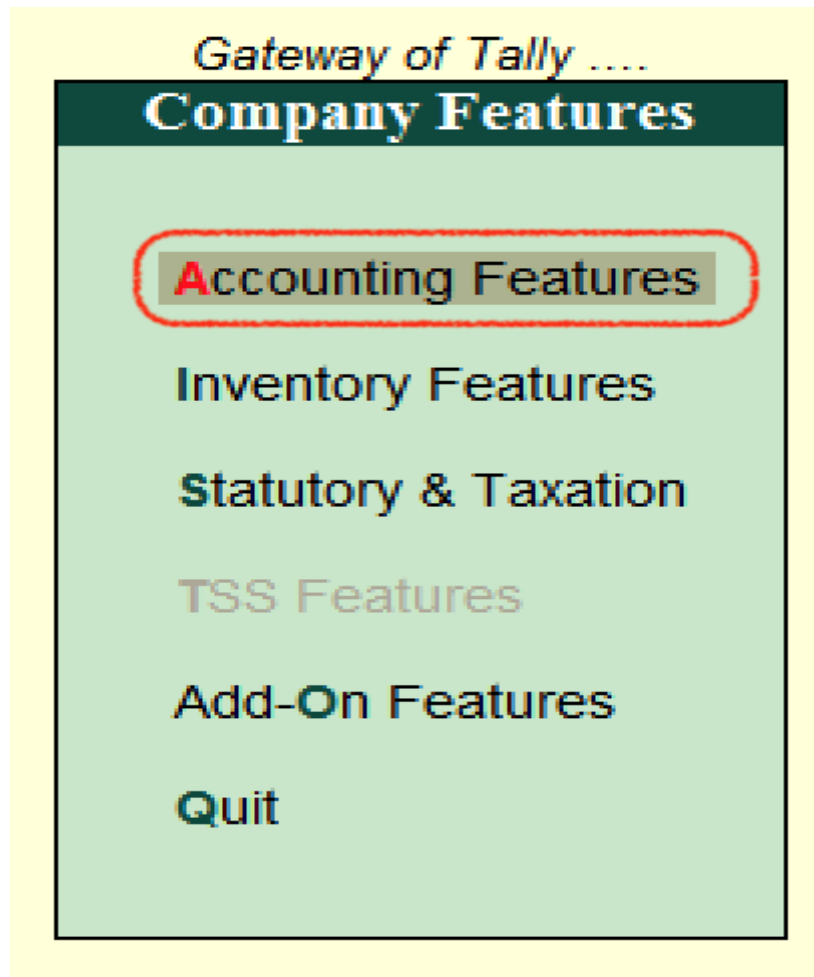 Gateway of Tally ....
Company Features
Accounting Features
Inventory Features
Statutory & Taxation
TSS Features
Add-On Features
Quit